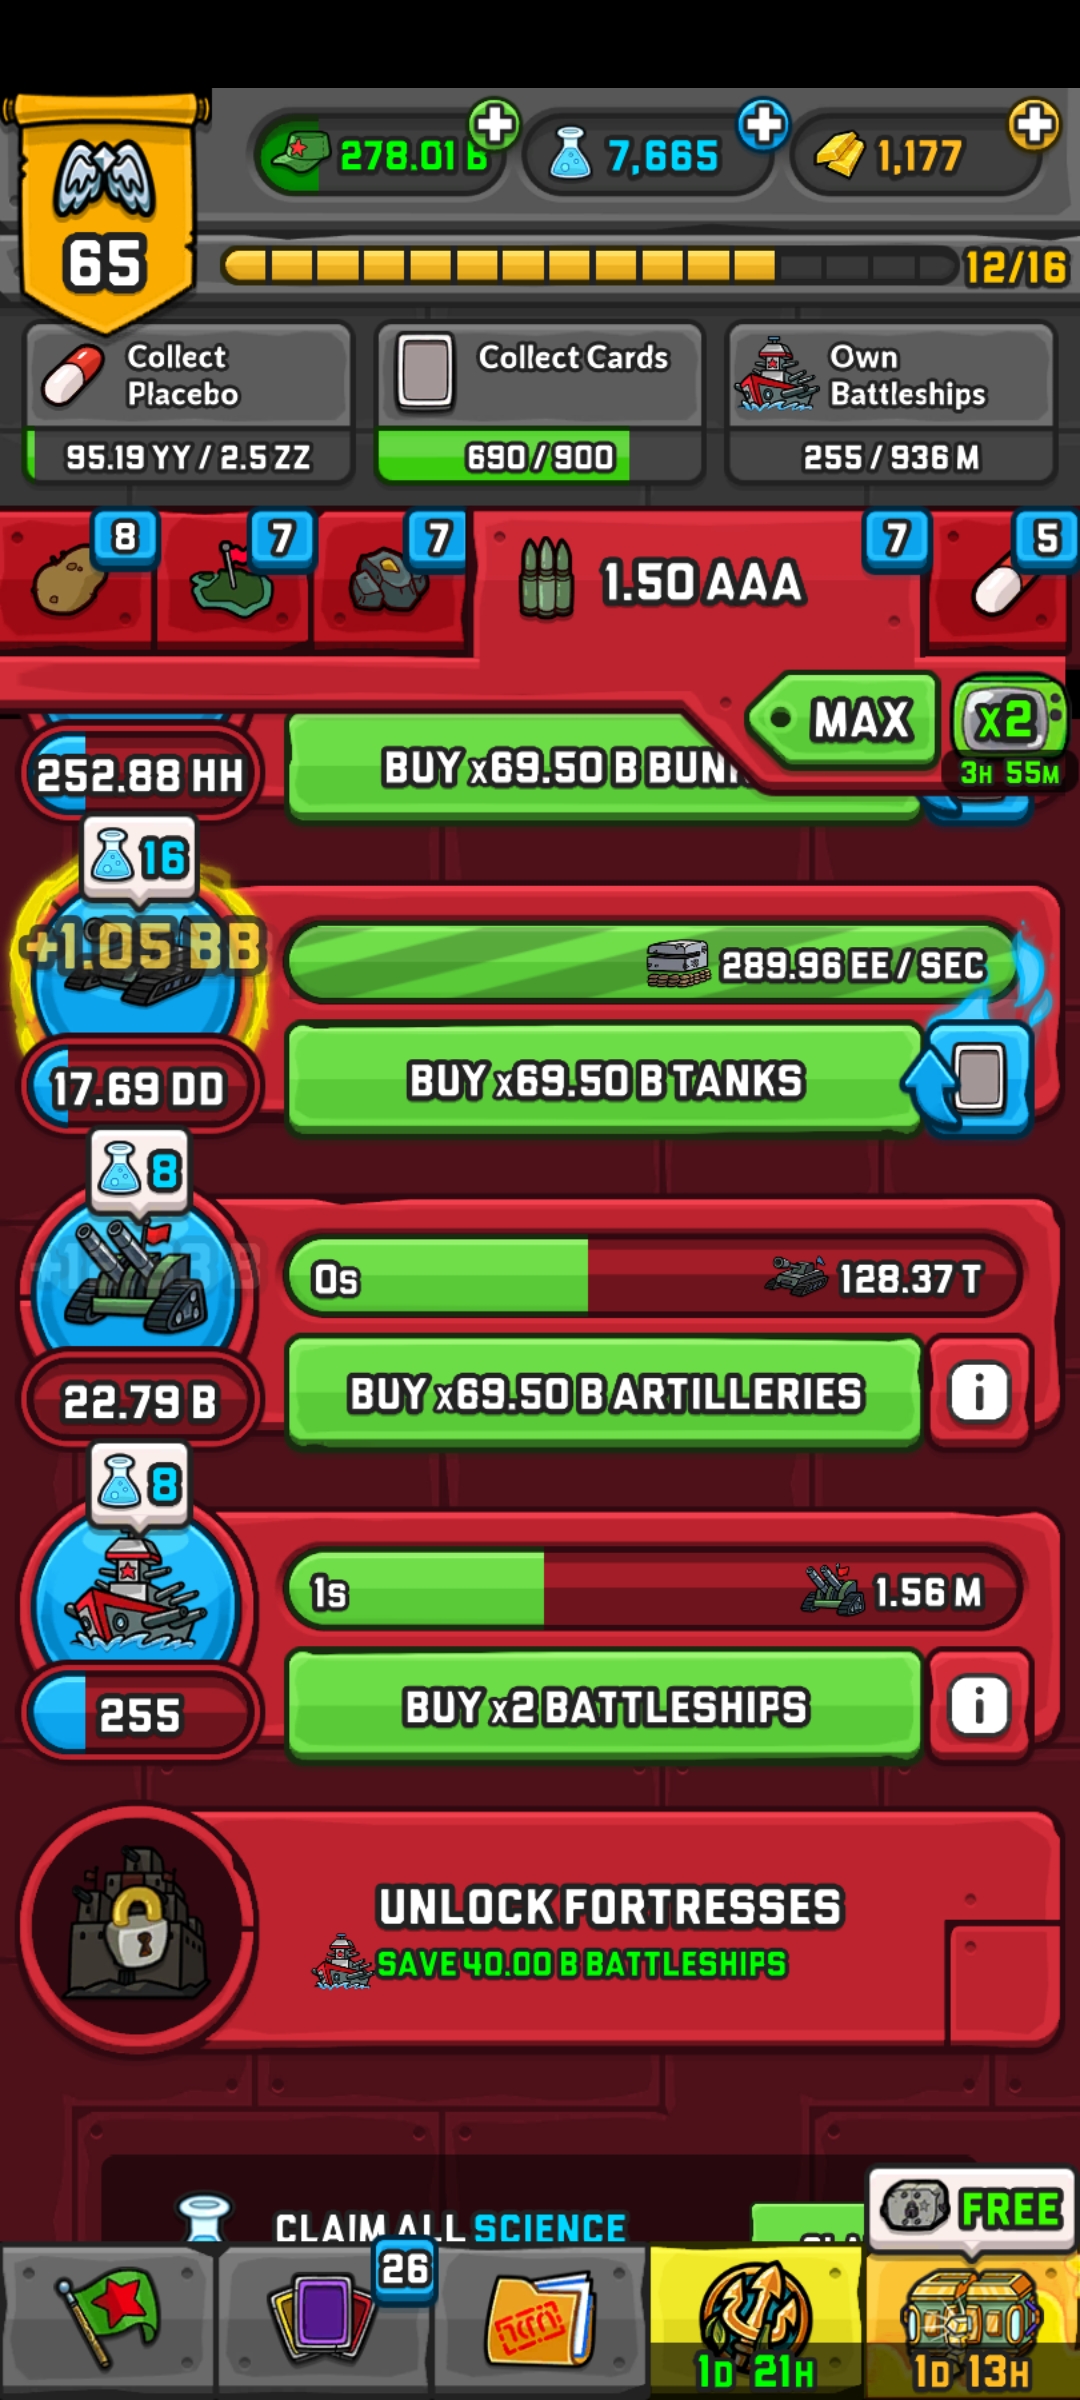 65
278.01 B
7,665
1,177
12/16
Collect
Placebo
95.19 YY / 2.5 ZZ
Collect Cards
690/900
Own
Battleships
255 / 936 M
8
7
7
1.50 AAA
7
5
MAX
x2
3H 55M
252.88 HH
BUY x69.50 B BUN
16
+1.05 BB
289.96 EE / SEC
17.69 DD
BUY x69.50 B TANKS
8
0s
128.37 T
22.79 B
BUY x69.50 B ARTILLERIES
i
8
1s
1.56 M
255
BUY x2 BATTLESHIPS
i
UNLOCK FORTRESSES
SAVE 40.00 B BATTLESHIPS
CLAIM ALL SCIENCE
FREE
26
1D 21H
1D 13H